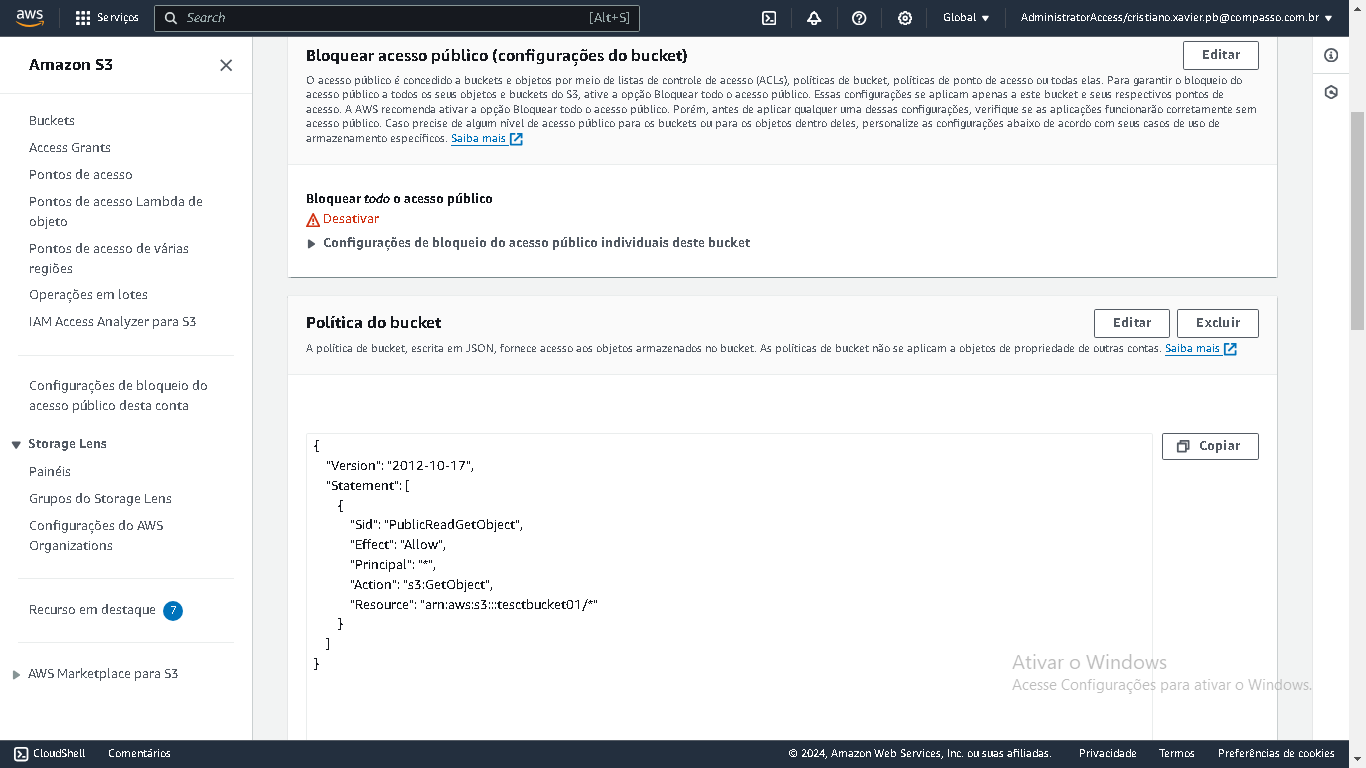 aws
Serviços
Search
[Alt+S]
Global
AdministratorAccess/cristiano.xavier.pb@compasso.com.br
Amazon S3
Buckets
Access Grants
Pontos de acesso
Pontos de acesso Lambda de
objeto
Pontos de acesso de várias
regiões
Operações em lotes
IAM Access Analyzer para S3
Configurações de bloqueio do
acesso público desta conta
Storage Lens
Painéis
Grupos do Storage Lens
Configurações do AWS
Organizations
Recurso em destaque 7
AWS Marketplace para S3
Bloquear acesso público (configurações do bucket)
Editar
O acesso público é concedido a buckets e objetos por meio de listas de controle de acesso (ACLs), políticas de bucket, políticas de ponto de acesso ou todas elas. Para garantir o bloqueio do
acesso público a todos os seus objetos e buckets do S3, ative a opção Bloquear todo o acesso público. Essas configurações se aplicam apenas a este bucket e seus respectivos pontos de
acesso. A AWS recomenda ativar a opção Bloquear todo o acesso público. Porém, antes de aplicar qualquer uma dessas configurações, verifique se as aplicações funcionarão corretamente sem
acesso público. Caso precise de algum nível de acesso público para os buckets ou para os objetos dentro deles, personalize as configurações abaixo de acordo com seus casos de uso de
armazenamento específicos. Saiba mais
Bloquear todo o acesso público
Desativar
Configurações de bloqueio do acesso público individuais deste bucket
Política do bucket
Editar
Excluir
A política de bucket, escrita em JSON, fornece acesso aos objetos armazenados no bucket. As políticas de bucket não se aplicam a objetos de propriedade de outras contas. Saiba mais
Copiar
{
"Version": "2012-10-17",
"Statement": [
{
"Sid": "PublicReadGetObject",
"Effect": "Allow",
"Principal": "*",
"Action": "s3:GetObject",
"Resource": "arn:aws:s3:::tesctbucket01/*"
}
]
}
Ativar o Windows
Acesse Configurações para ativar o Windows.
CloudShell
Comentários
© 2024, Amazon Web Services, Inc. ou suas afiliadas.
Privacidade
Termos
Preferências de cookies